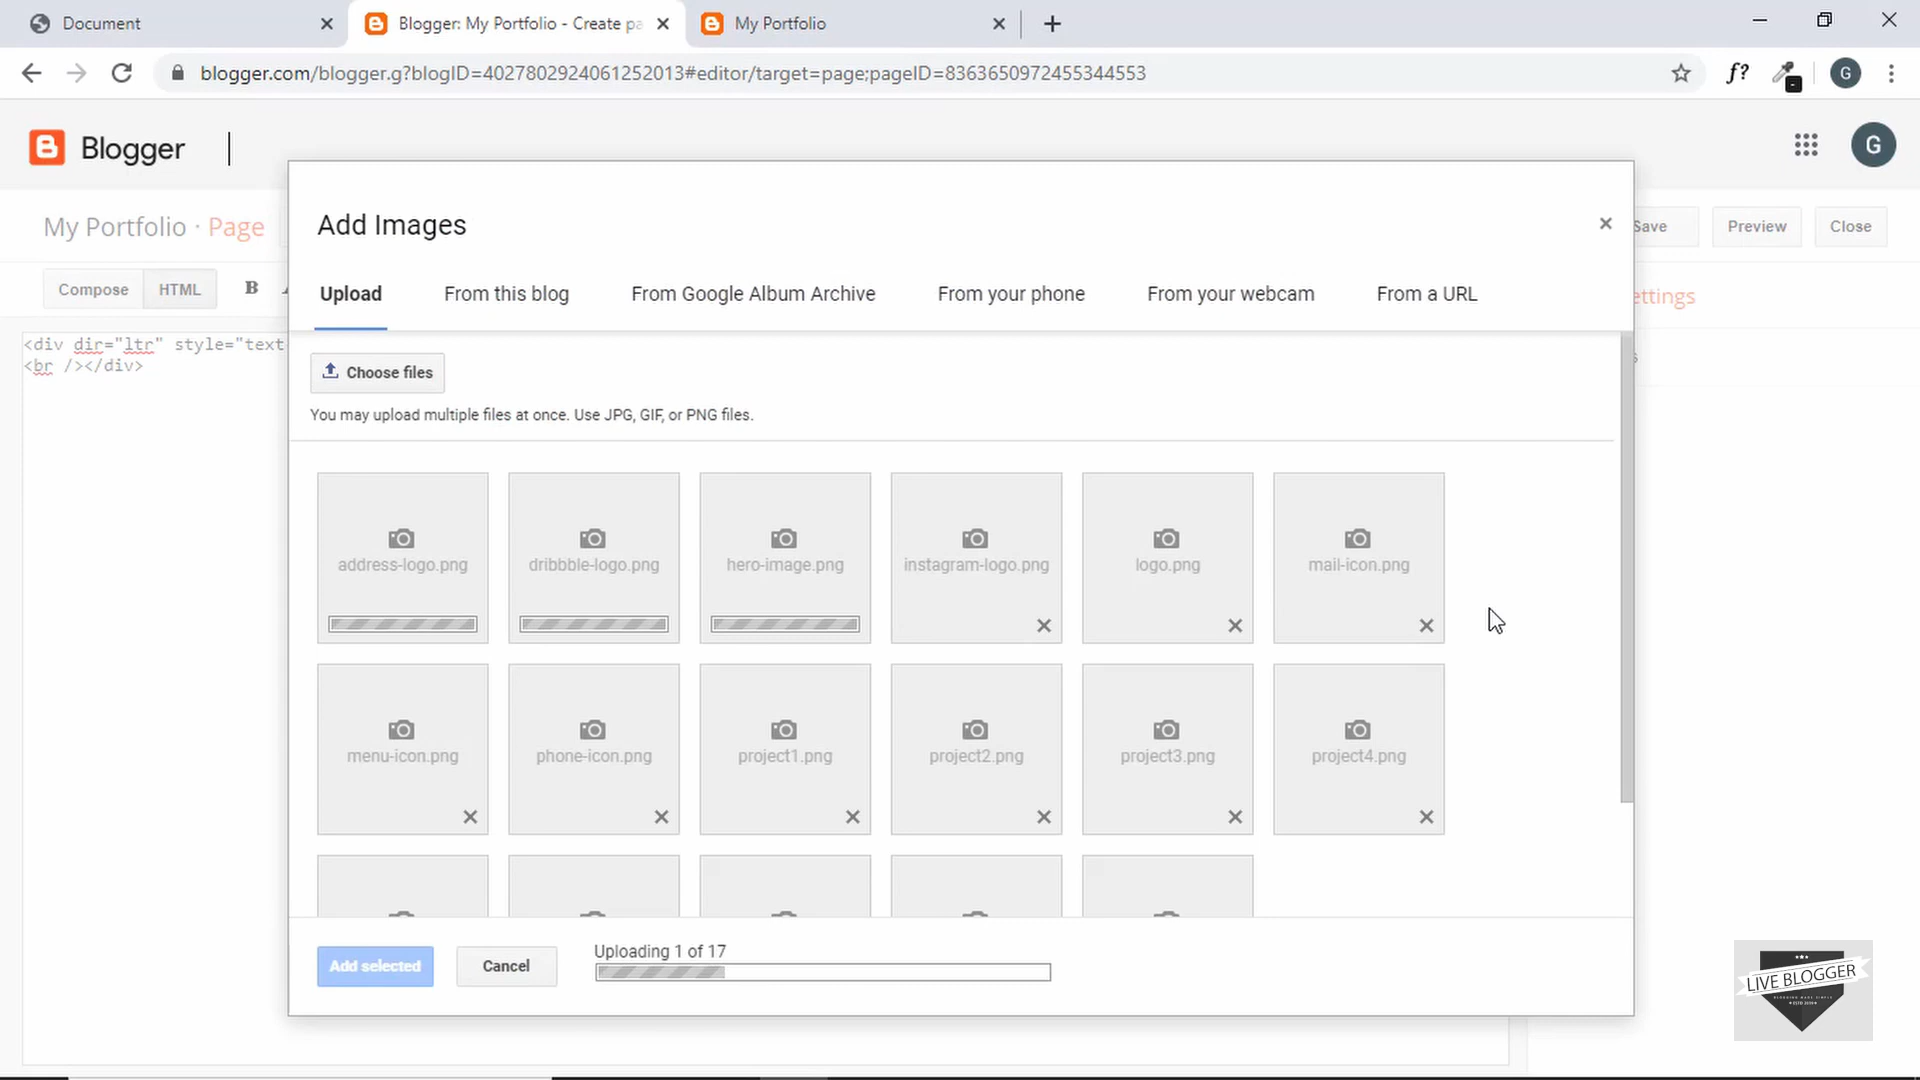 Document
Blogger: My Portfolio - Create pa
My Portfolio
blogger.com/blogger.g?blogID=4027802924061252013#editor/target=page;pageID=8363650972455344553
f?
G
Blogger
G
My Portfolio · Page
Save
Preview
Close
Add Images
Compose
HTML
B
Upload
From this blog
From Google Album Archive
From your phone
From your webcam
From a URL
ettings
<div dir="ltr" style="text
<br /></div>
Choose files
You may upload multiple files at once. Use JPG, GIF, or PNG files.
address-logo.png
dribbble-logo.png
hero-image.png
instagram-logo.png
logo.png
mail-icon.png
menu-icon.png
phone-icon.png
project1.png
project2.png
project3.png
project4.png
Add selected
Cancel
Uploading 1 of 17
LIVE BLOGGER
BLOGGING MADE SIMPLY